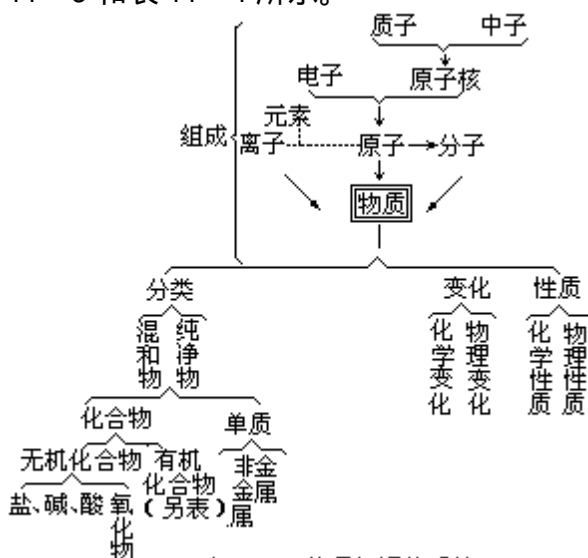 质子 中子
电子 原子核
元素
组成 离子 原子 分子
物质
分类 变化 性质
混和物 纯净物 化学变化 物理变化 化学性质 物理性质
化合物 单质
无机化合物 有机化合物(另表) 非金属 金属
盐、碱、酸 氧化物